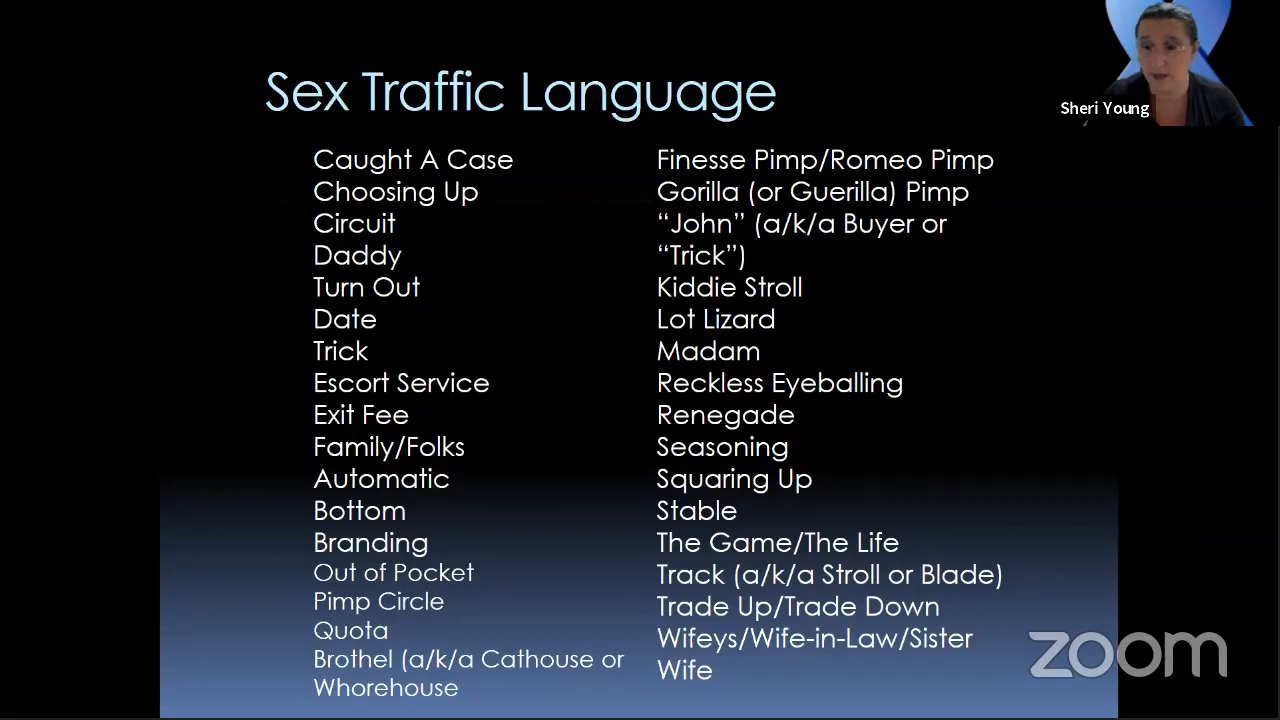 Sex Traffic Language
Sheri Young
Caught A Case
Choosing Up
Circuit
Daddy
Turn Out
Date
Trick
Escort Service
Exit Fee
Family/Folks
Automatic
Bottom
Branding
Out of Pocket
Pimp Circle
Quota
Brothel (a/k/a Cathouse or
Whorehouse
Finesse Pimp/Romeo Pimp
Gorilla (or Guerilla) Pimp
“John” (a/k/a Buyer or
“Trick”)
Kiddie Stroll
Lot Lizard
Madam
Reckless Eyeballing
Renegade
Seasoning
Squaring Up
Stable
The Game/The Life
Track (a/k/a Stroll or Blade)
Trade Up/Trade Down
Wifeys/Wife-in-Law/Sister
Wife
zoom